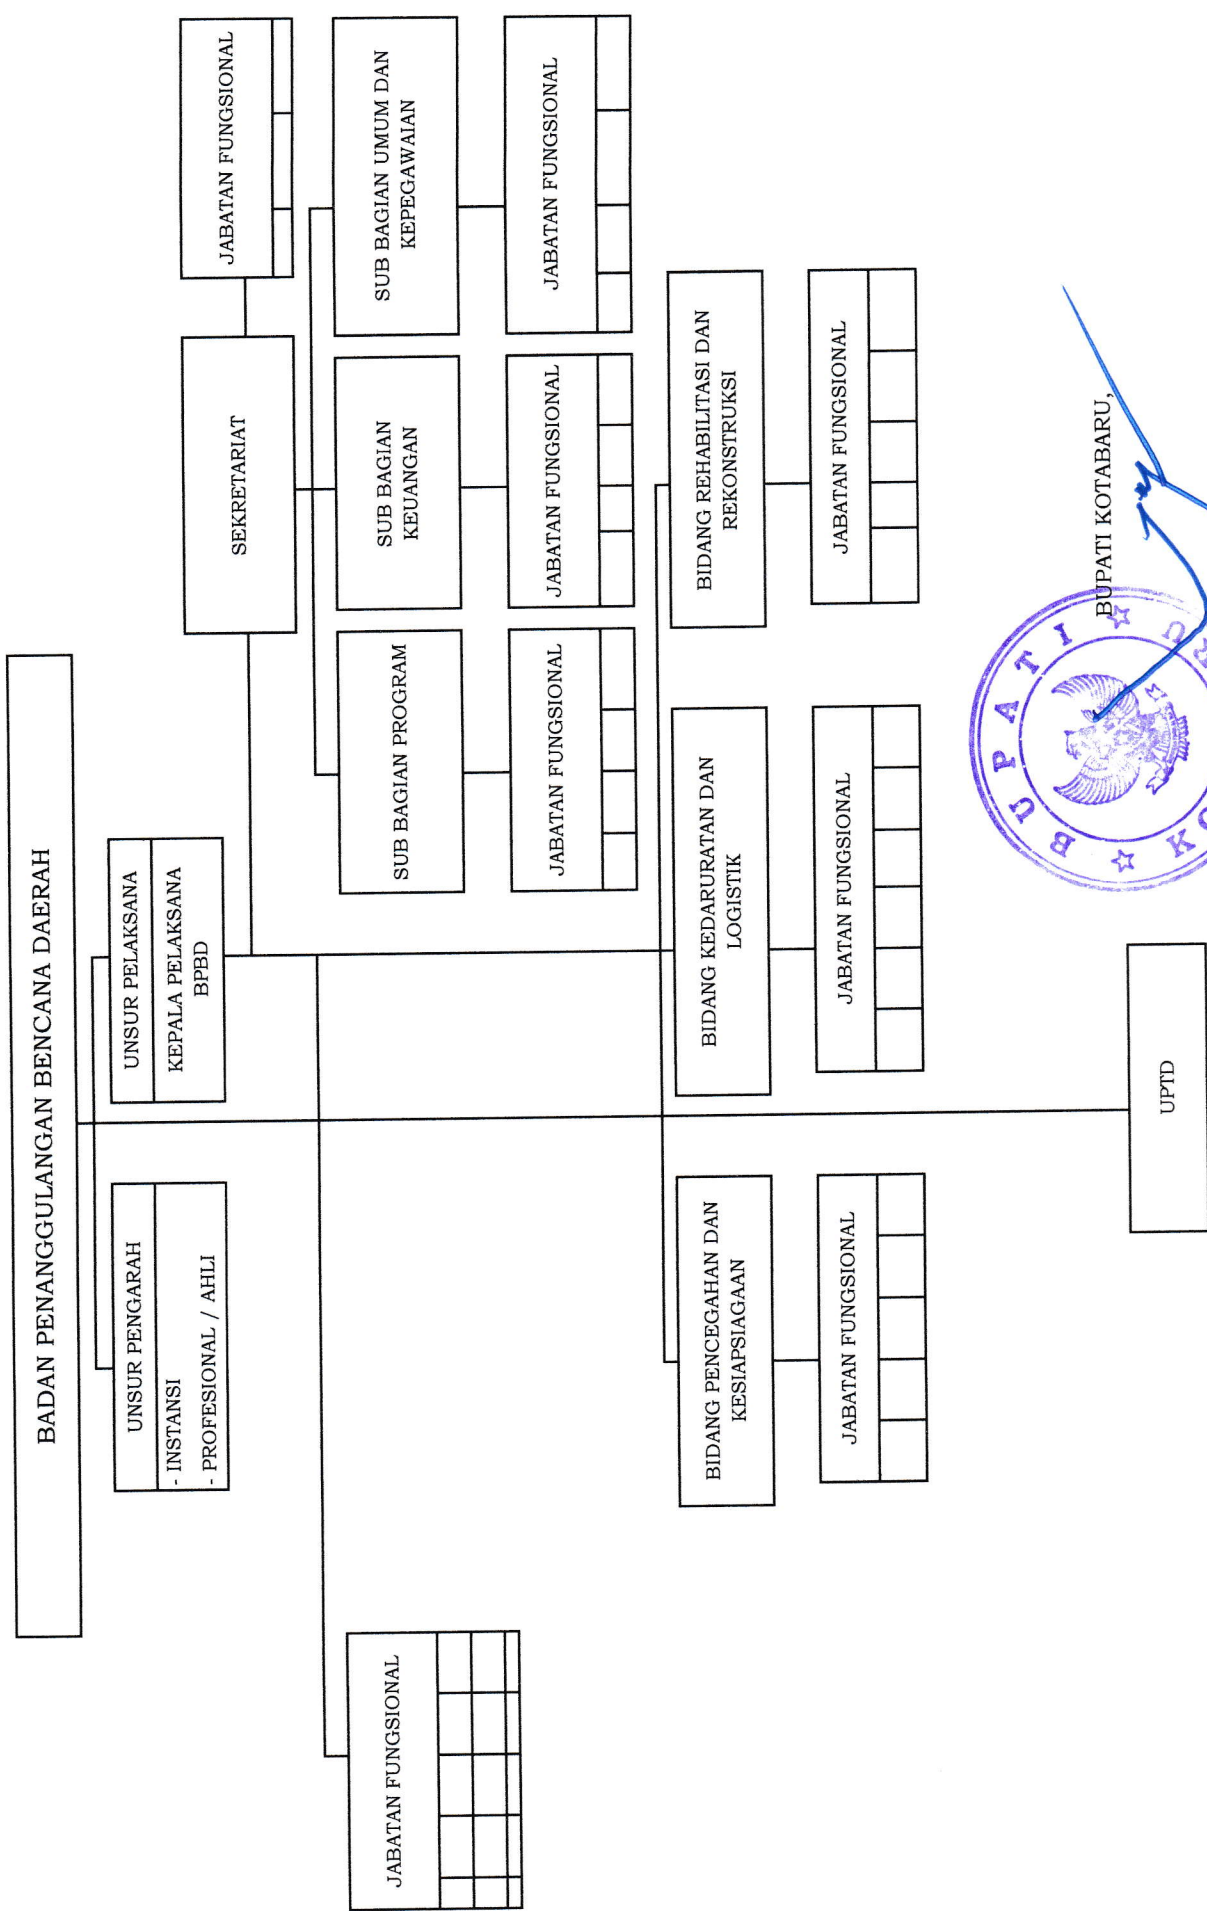 BADAN PENANGGULANGAN BENCANA DAERAH
UNSUR PENGARAH
- INSTANSI
- PROFESIONAL / AHLI
UNSUR PELAKSANA
KEPALA PELAKSANA
BPBD
SEKRETARIAT
JABATAN FUNGSIONAL
JABATAN FUNGSIONAL
SUB BAGIAN PROGRAM
SUB BAGIAN
KEUANGAN
SUB BAGIAN UMUM DAN
KEPEGAWAIAN
JABATAN FUNGSIONAL
JABATAN FUNGSIONAL
JABATAN FUNGSIONAL
BIDANG PENCEGAHAN DAN
KESIAPSIAGAAN
BIDANG KEDARURATAN DAN
LOGISTIK
BIDANG REHABILITASI DAN
REKONSTRUKSI
JABATAN FUNGSIONAL
JABATAN FUNGSIONAL
JABATAN FUNGSIONAL
UPTD
BUPATI KOTABARU,
BUPATI